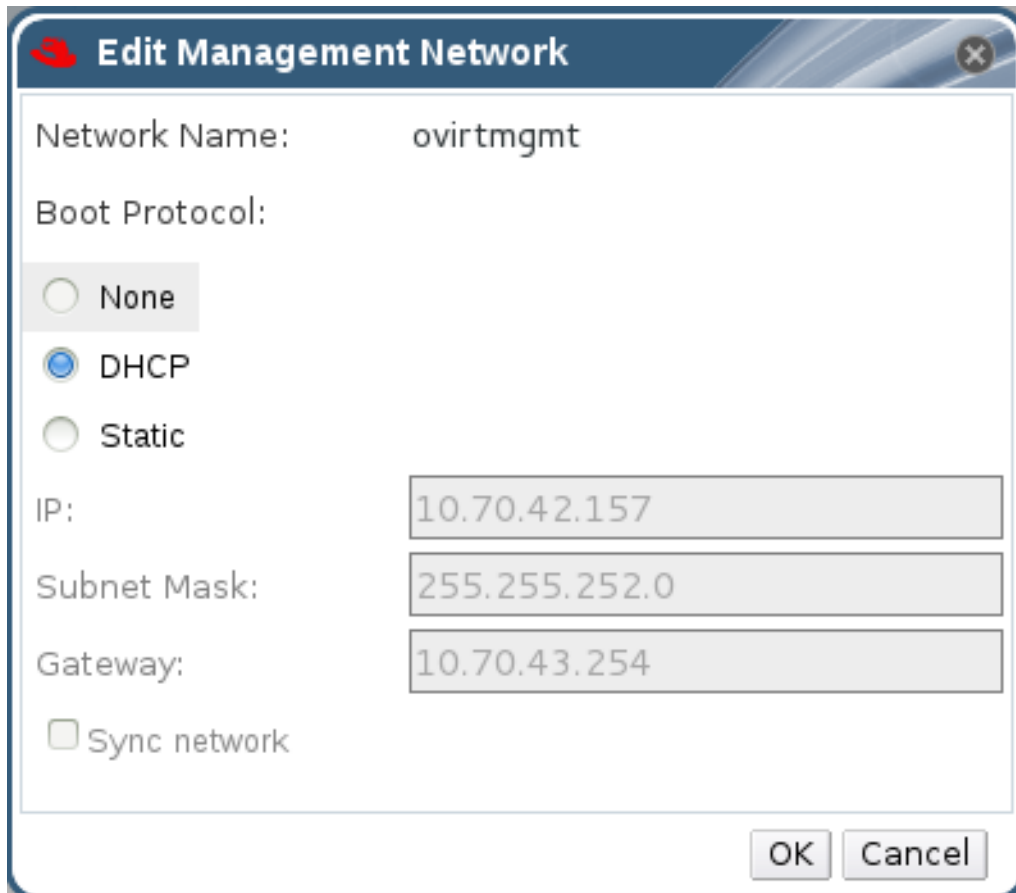 Edit Management Network
Network Name: ovirtmgmt
Boot Protocol:
None
DHCP
Static
IP: 10.70.42.157
Subnet Mask: 255.255.252.0
Gateway: 10.70.43.254
Sync network
OK Cancel